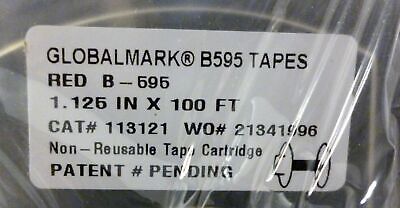 GLOBALMARK® B595 TAPES
RED B-595
1.125 IN X 100 FT
CAT# 113121 WO# 21341996
Non-Reusable Tape Cartridge
PATENT # PENDING